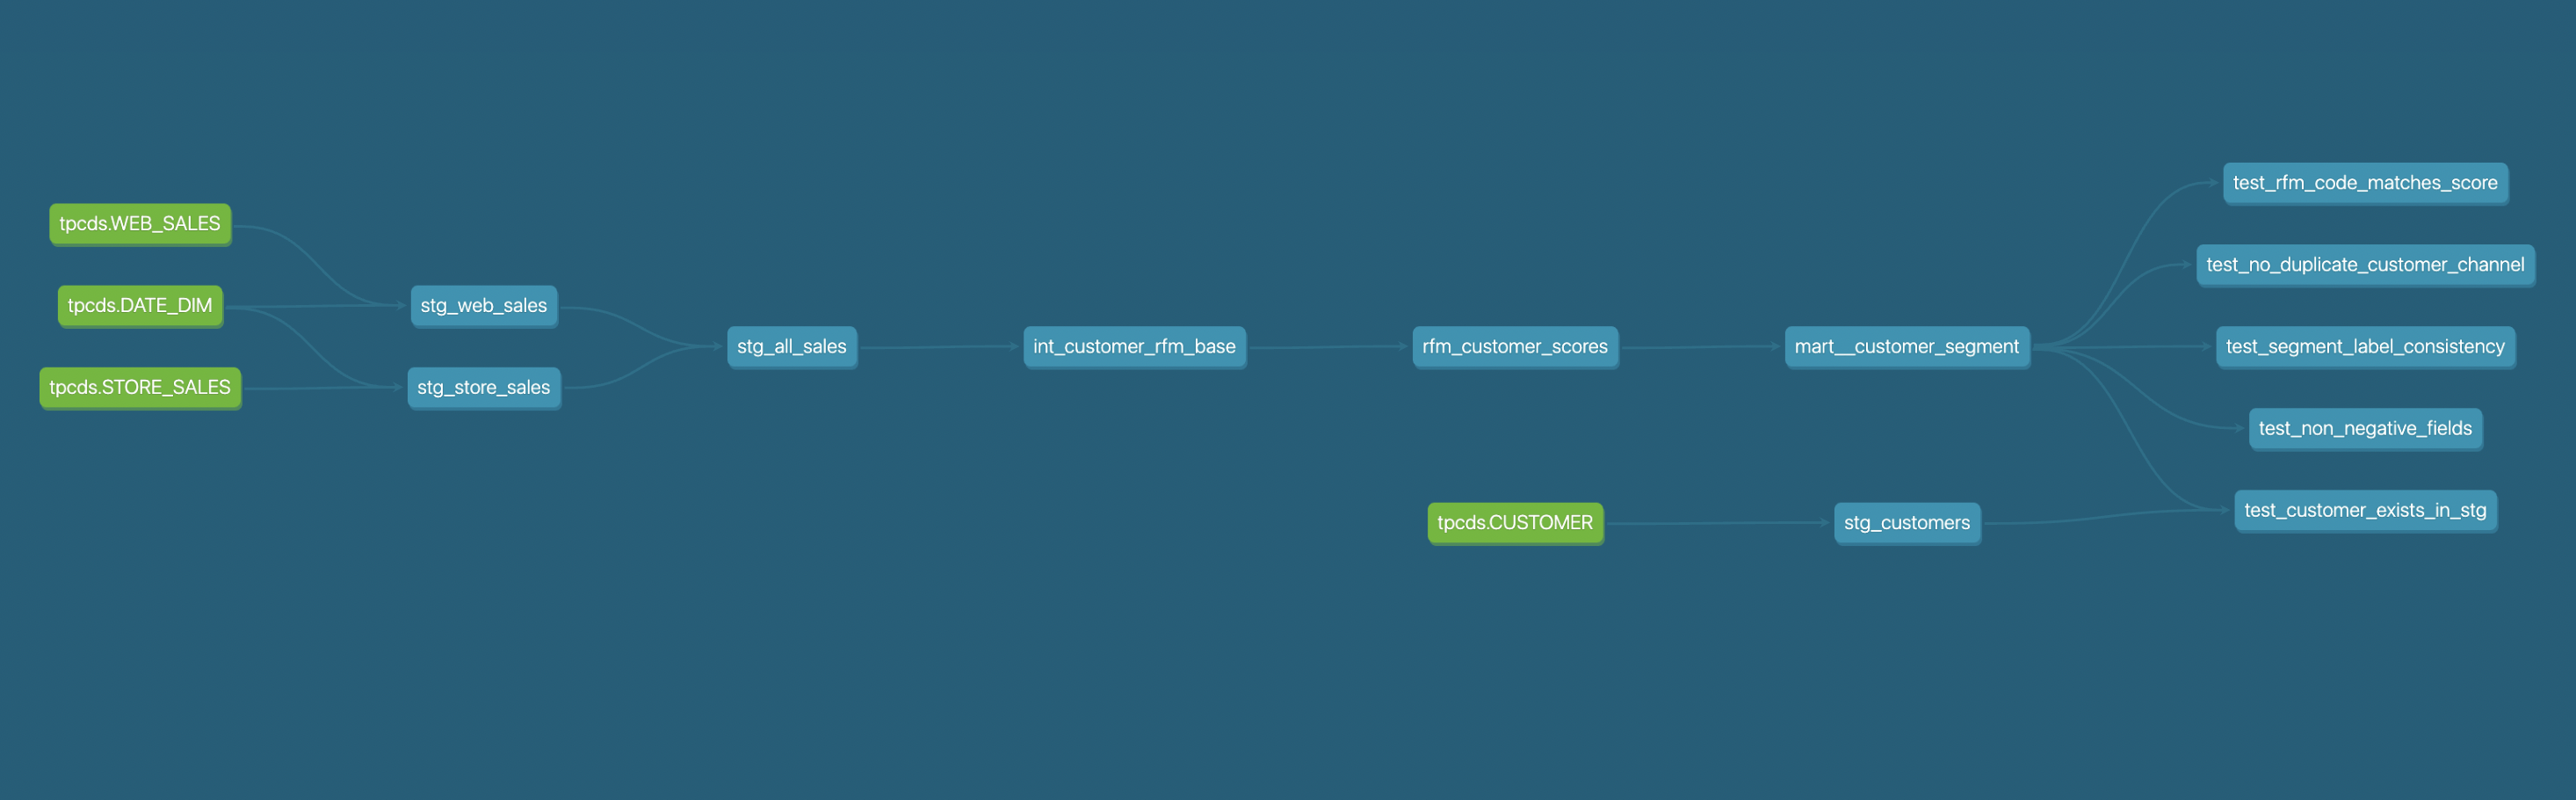 tpcds.WEB_SALES
tpcds.DATE_DIM
tpcds.STORE_SALES
stg_web_sales
stg_store_sales
stg_all_sales
int_customer_rfm_base
rfm_customer_scores
mart__customer_segment
tpcds.CUSTOMER
stg_customers
test_rfm_code_matches_score
test_no_duplicate_customer_channel
test_segment_label_consistency
test_non_negative_fields
test_customer_exists_in_stg